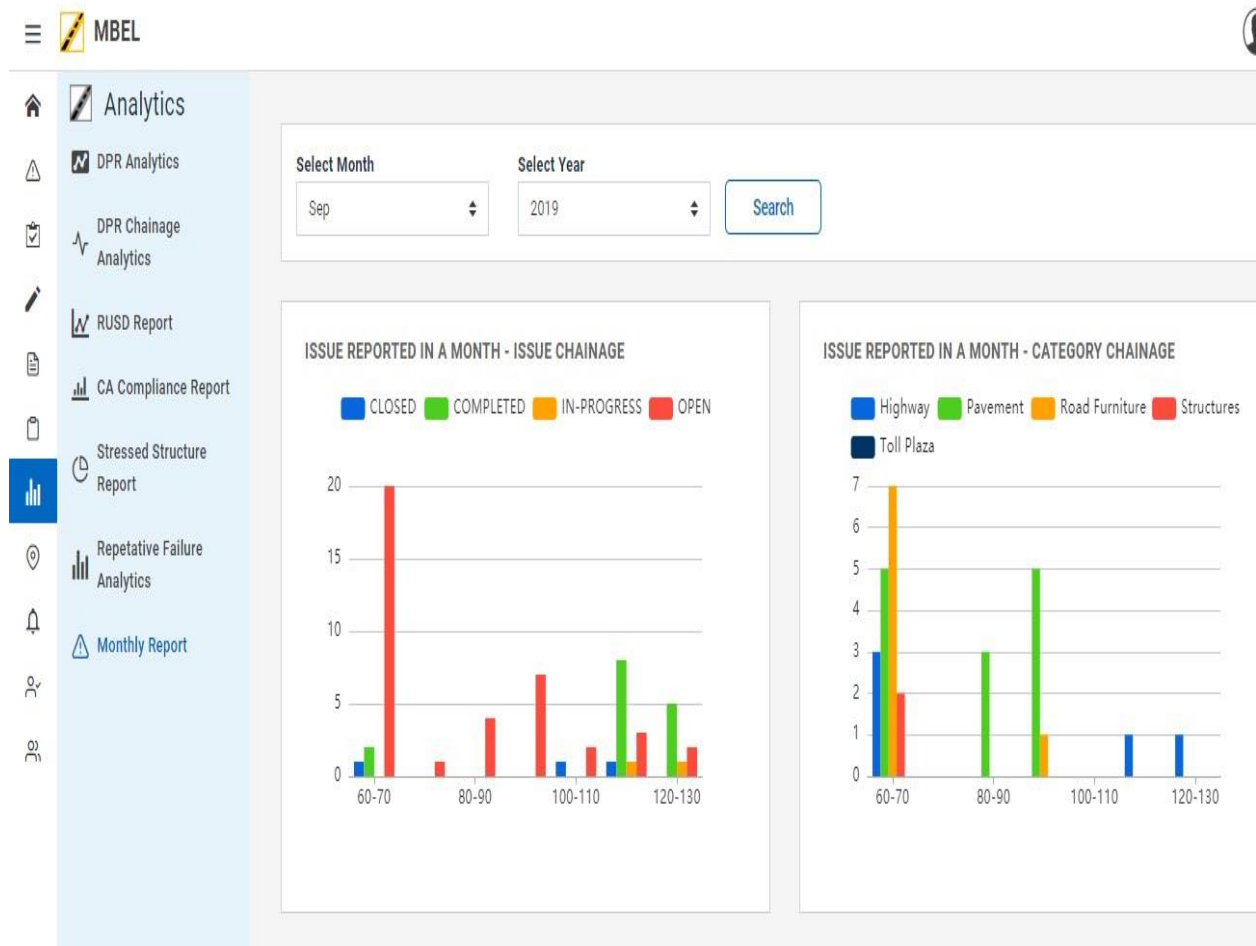 MBEL
Analytics
DPR Analytics
DPR Chainage
Analytics
RUSD Report
CA Compliance Report
Stressed Structure
Report
Repetative Failure
Analytics
Monthly Report
Select Month
Select Year
Sep
2019
Search
ISSUE REPORTED IN A MONTH - ISSUE CHAINAGE
CLOSED COMPLETED IN-PROGRESS OPEN
20
15
10
5
0
60-70 80-90 100-110 120-130
ISSUE REPORTED IN A MONTH - CATEGORY CHAINAGE
Highway Pavement Road Furniture Structures
Toll Plaza
7
6
5
4
3
2
1
0
60-70 80-90 100-110 120-130